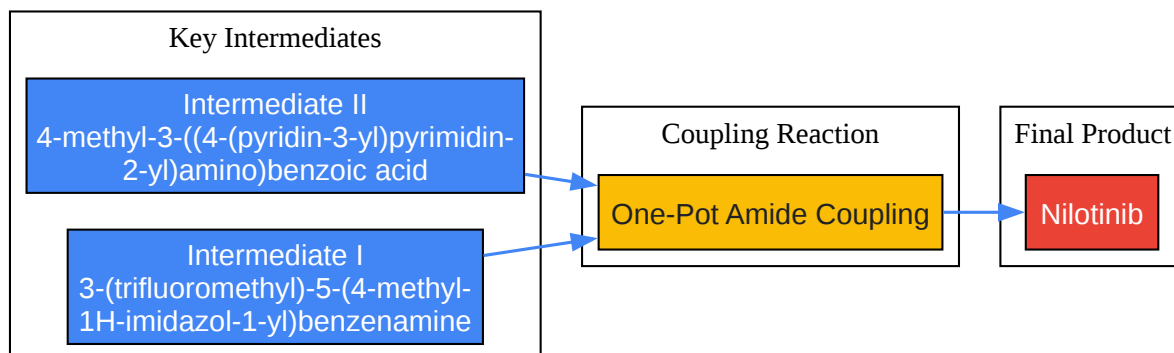 Key Intermediates
Intermediate II
4-methyl-3-((4-(pyridin-3-yl)pyrimidin-
2-yl)amino)benzoic acid
Intermediate I
3-(trifluoromethyl)-5-(4-methyl-
1H-imidazol-1-yl)benzenamine
Coupling Reaction
One-Pot Amide Coupling
Final Product
Nilotinib